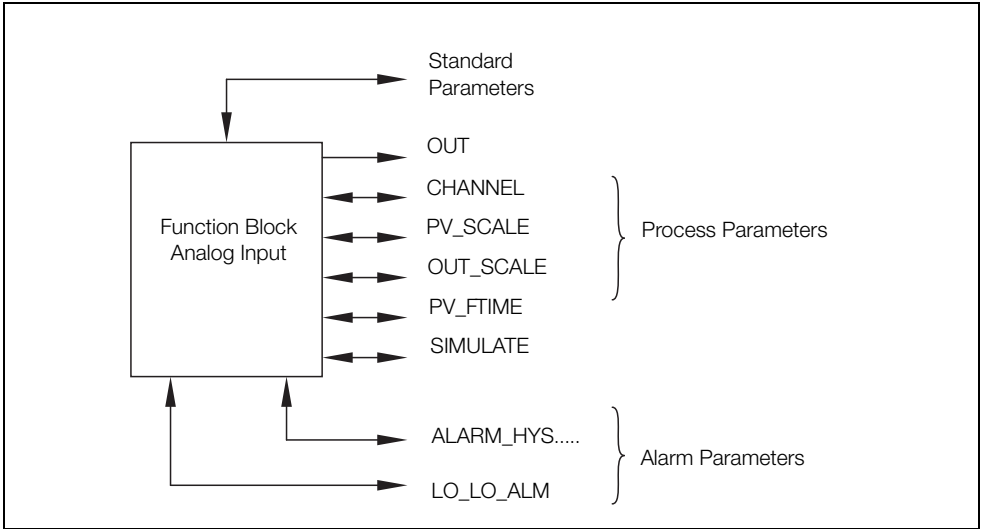 Standard
Parameters
OUT
CHANNEL
PV_SCALE
OUT_SCALE
PV_FTIME
SIMULATE
Function Block
Analog Input
Process Parameters
ALARM_HYS.....
LO_LO_ALM
Alarm Parameters